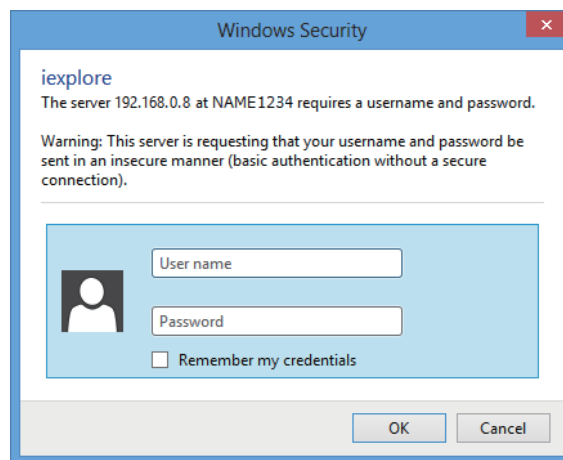 Windows Security
iexplore
The server 192.168.0.8 at NAME1234 requires a username and password.
Warning: This server is requesting that your username and password be
sent in an insecure manner (basic authentication without a secure
connection).
User name
Password
Remember my credentials
OK Cancel